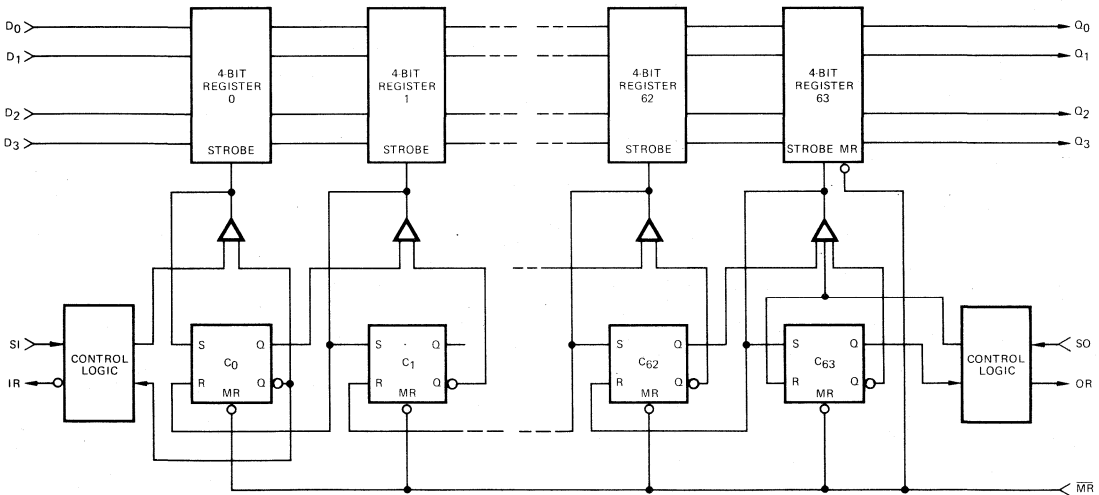 D0
D1
D2
D3
4-BIT
REGISTER
0
STROBE
4-BIT
REGISTER
1
STROBE
4-BIT
REGISTER
62
STROBE
4-BIT
REGISTER
63
STROBE MR
Q0
Q1
Q2
Q3
SI
IR
CONTROL
LOGIC
S Q
C0
R Q
MR
S Q
C1
R Q
MR
S Q
C62
R Q
MR
S Q
C63
R Q
MR
CONTROL
LOGIC
SO
OR
M̅R̅